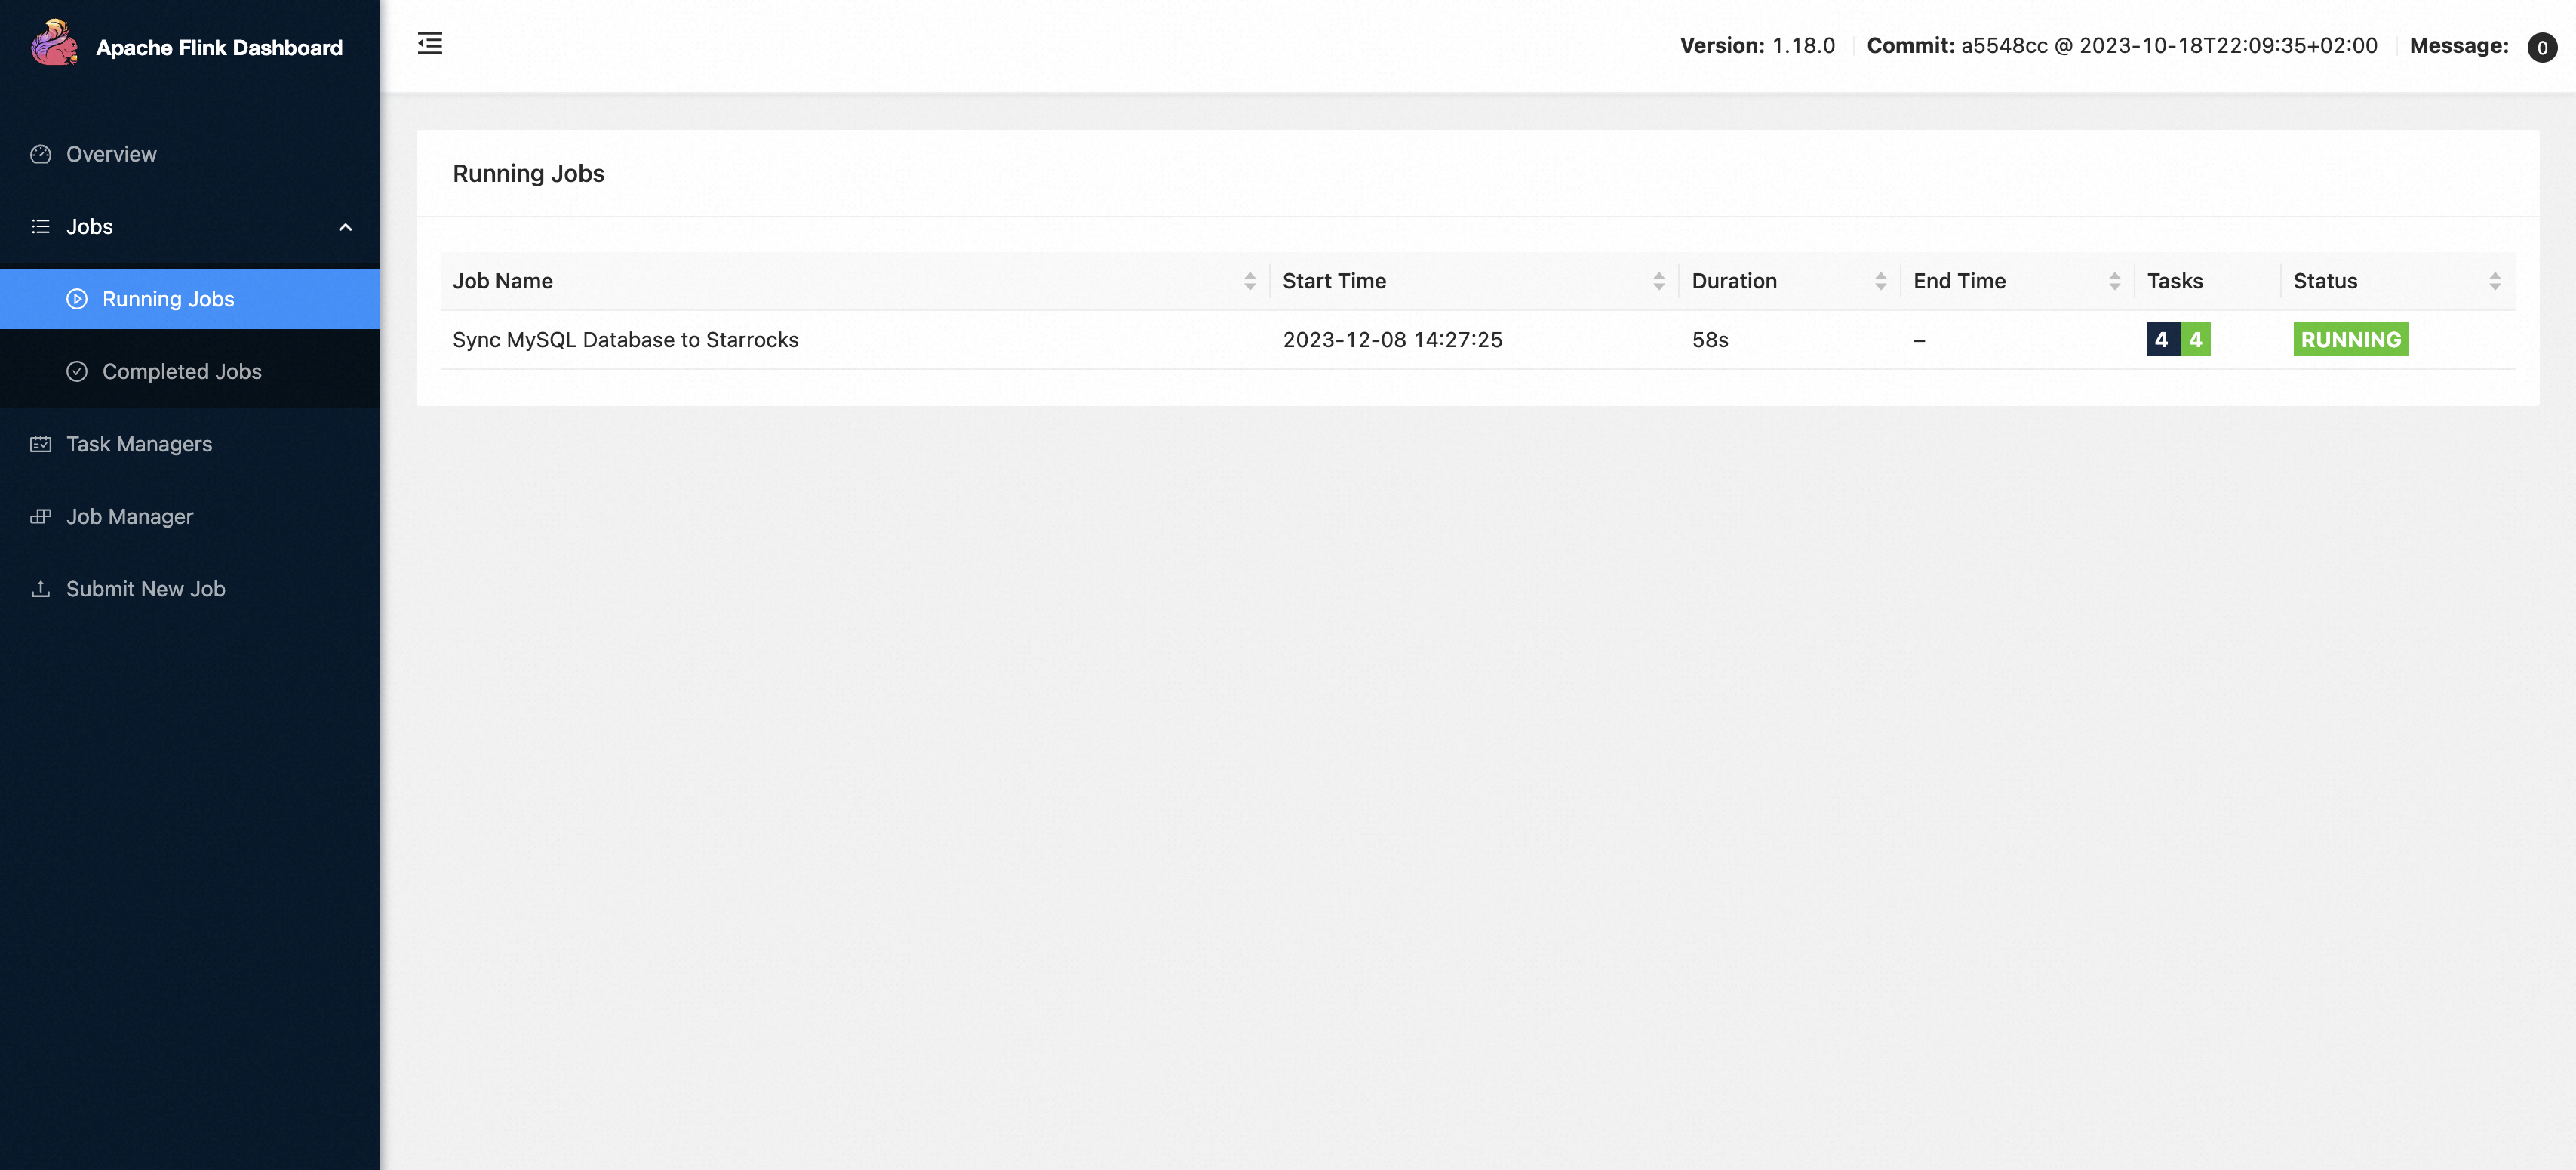 Apache Flink Dashboard
Version: 1.18.0 Commit: a5548cc @ 2023-10-18T22:09:35+02:00 Message: 0
Overview
Jobs
Running Jobs
Completed Jobs
Task Managers
Job Manager
Submit New Job
Running Jobs
Job Name Start Time Duration End Time Tasks Status
Sync MySQL Database to Starrocks 2023-12-08 14:27:25 58s – 4 4 RUNNING